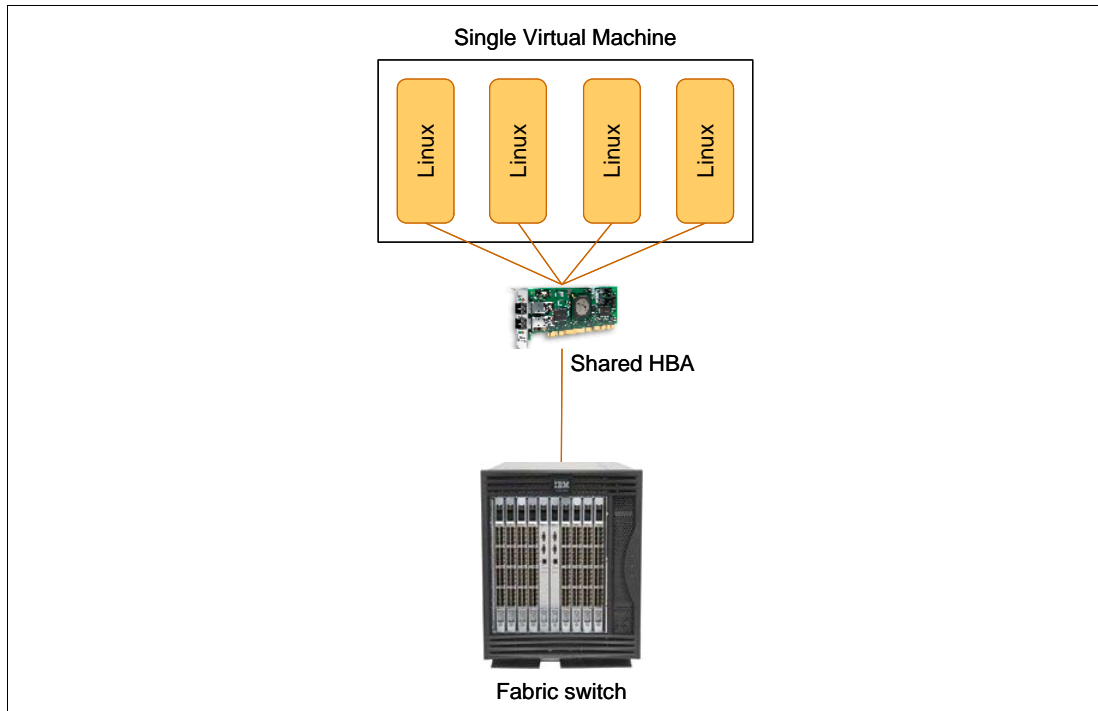 Single Virtual Machine
Linux
Linux
Linux
Linux
Shared HBA
IBM
Fabric switch